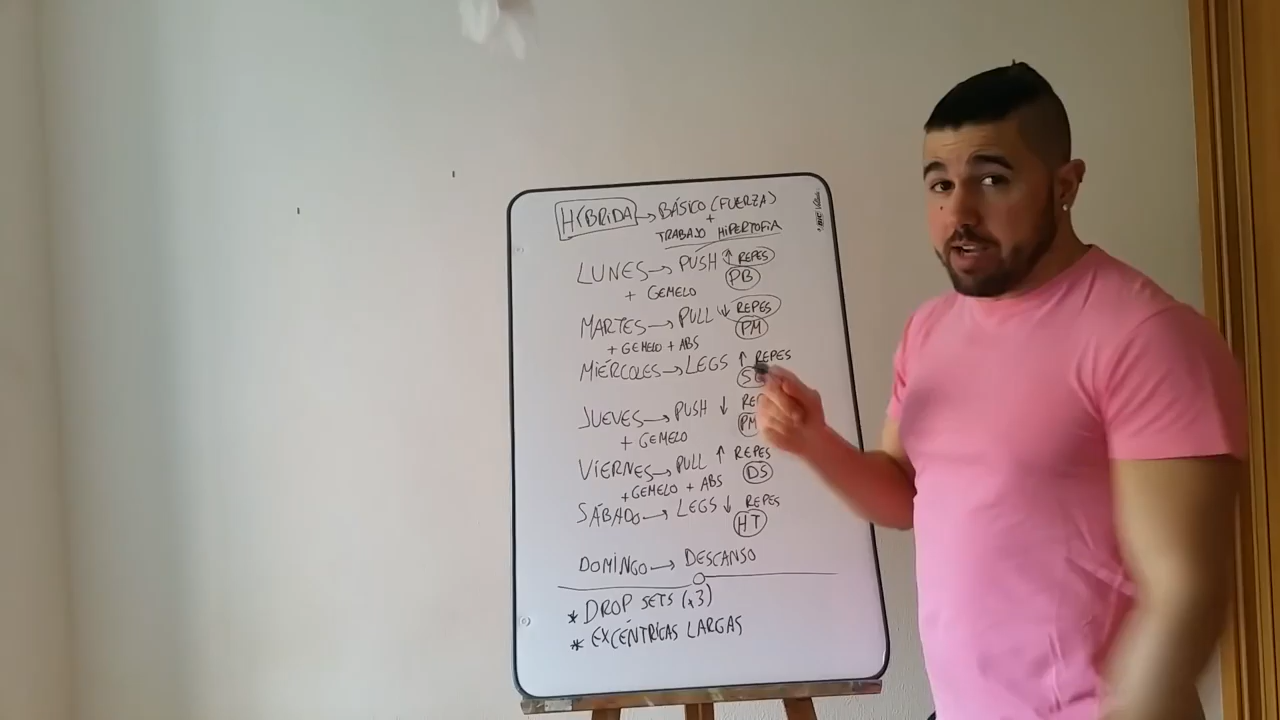 HÍBRIDA → BÁSICO (FUERZA)
+
TRABAJO HIPERTOFIA
LUNES → PUSH ↑ REPES
+ GEMELO PB
MARTES → PULL ↓ REPES
+ GEMELO + ABS PM
MIÉRCOLES → LEGS ↑ REPES
JUEVES → PUSH ↓
+ GEMELO PM
VIERNES → PULL ↑ REPES
+ GEMELO + ABS DS
SÁBADO → LEGS ↓ REPES
HT
DOMINGO → DESCANSO
* DROP SETS (x3)
* EXCÉNTRICAS LARGAS